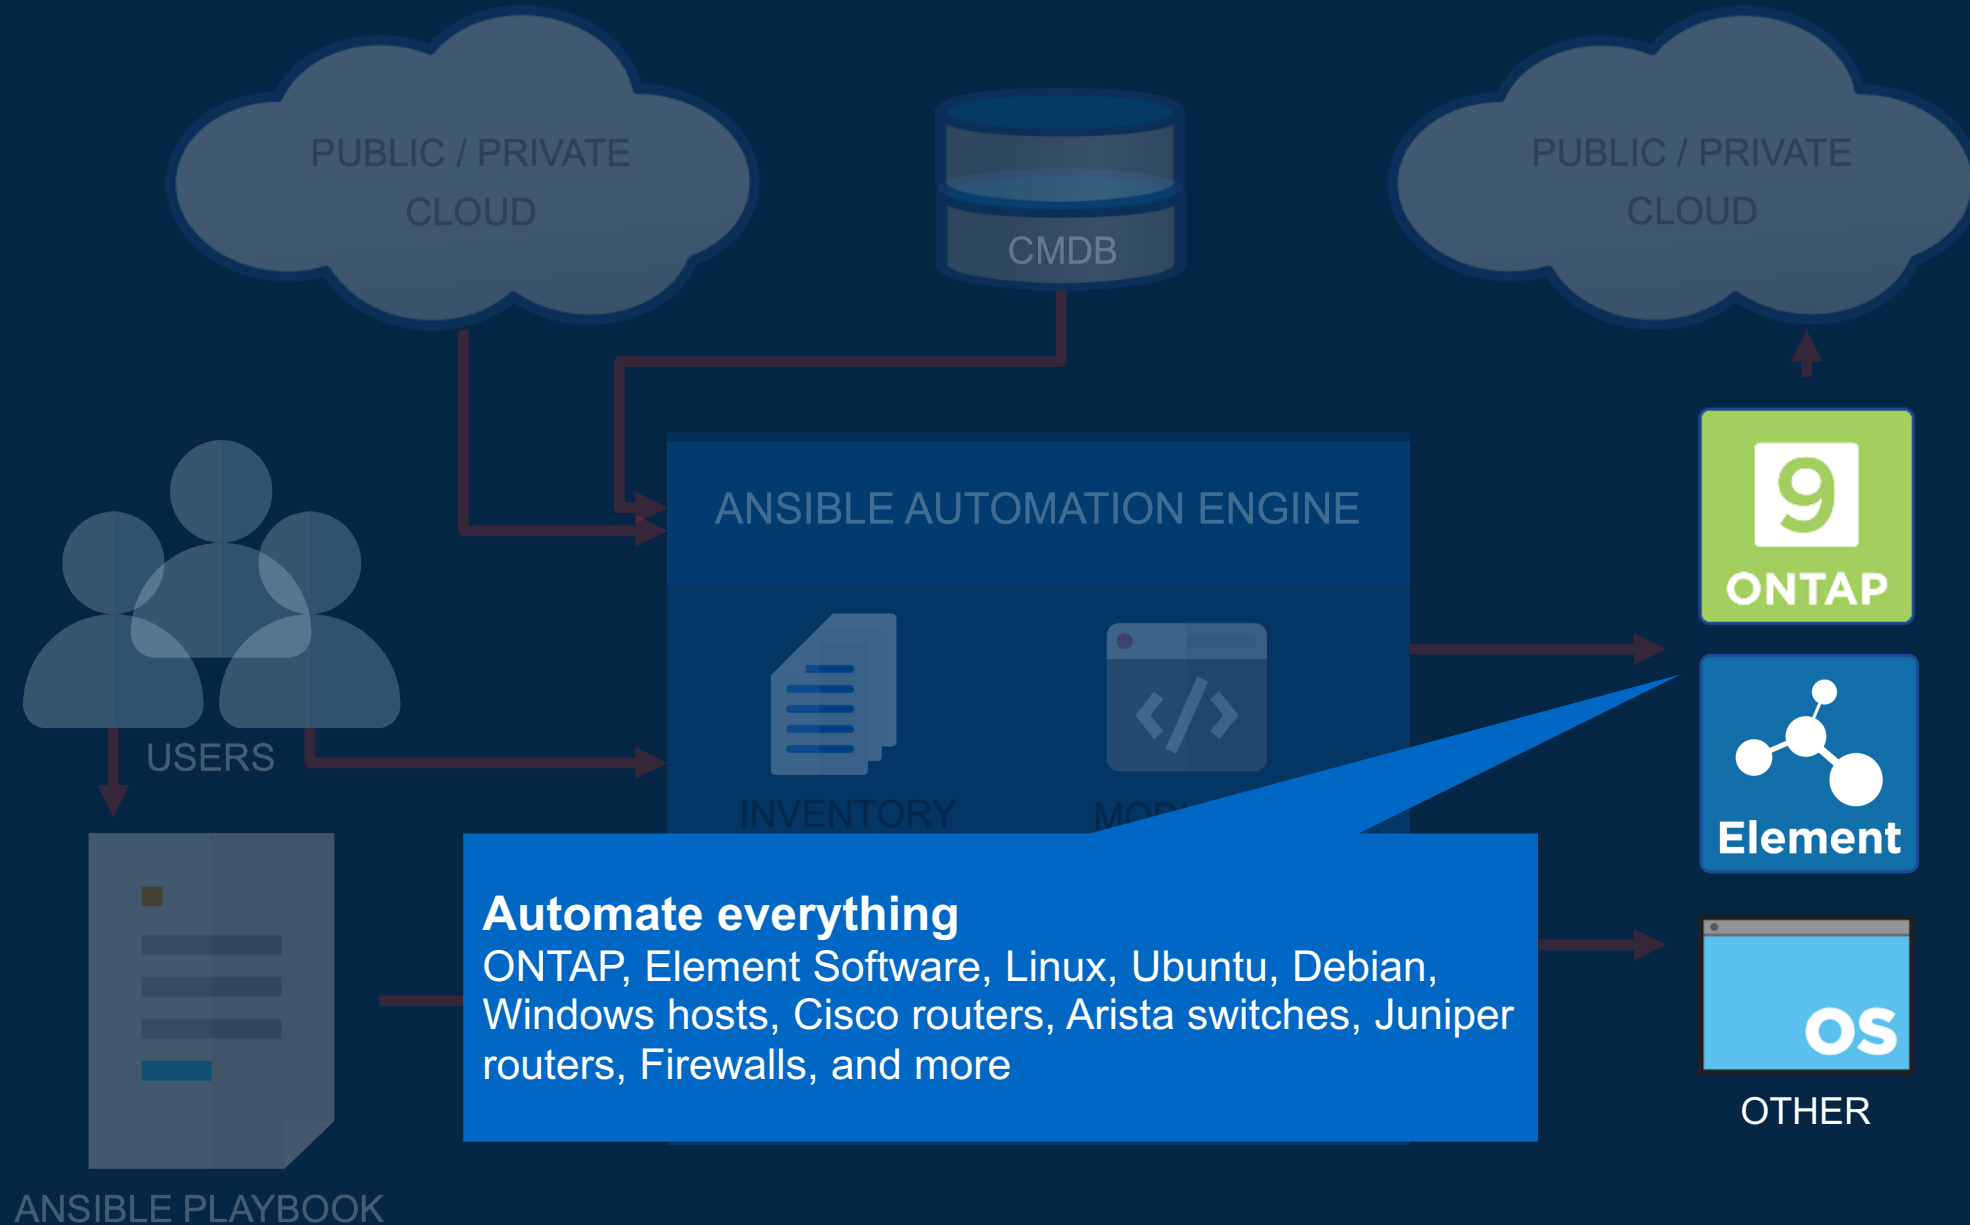 PUBLIC / PRIVATE
CLOUD
CMDB
PUBLIC / PRIVATE
CLOUD
ANSIBLE AUTOMATION ENGINE
9
ONTAP
</>
USERS
INVENTORY
Element
Automate everything
ONTAP, Element Software, Linux, Ubuntu, Debian,
Windows hosts, Cisco routers, Arista switches, Juniper
routers, Firewalls, and more
OS
OTHER
ANSIBLE PLAYBOOK